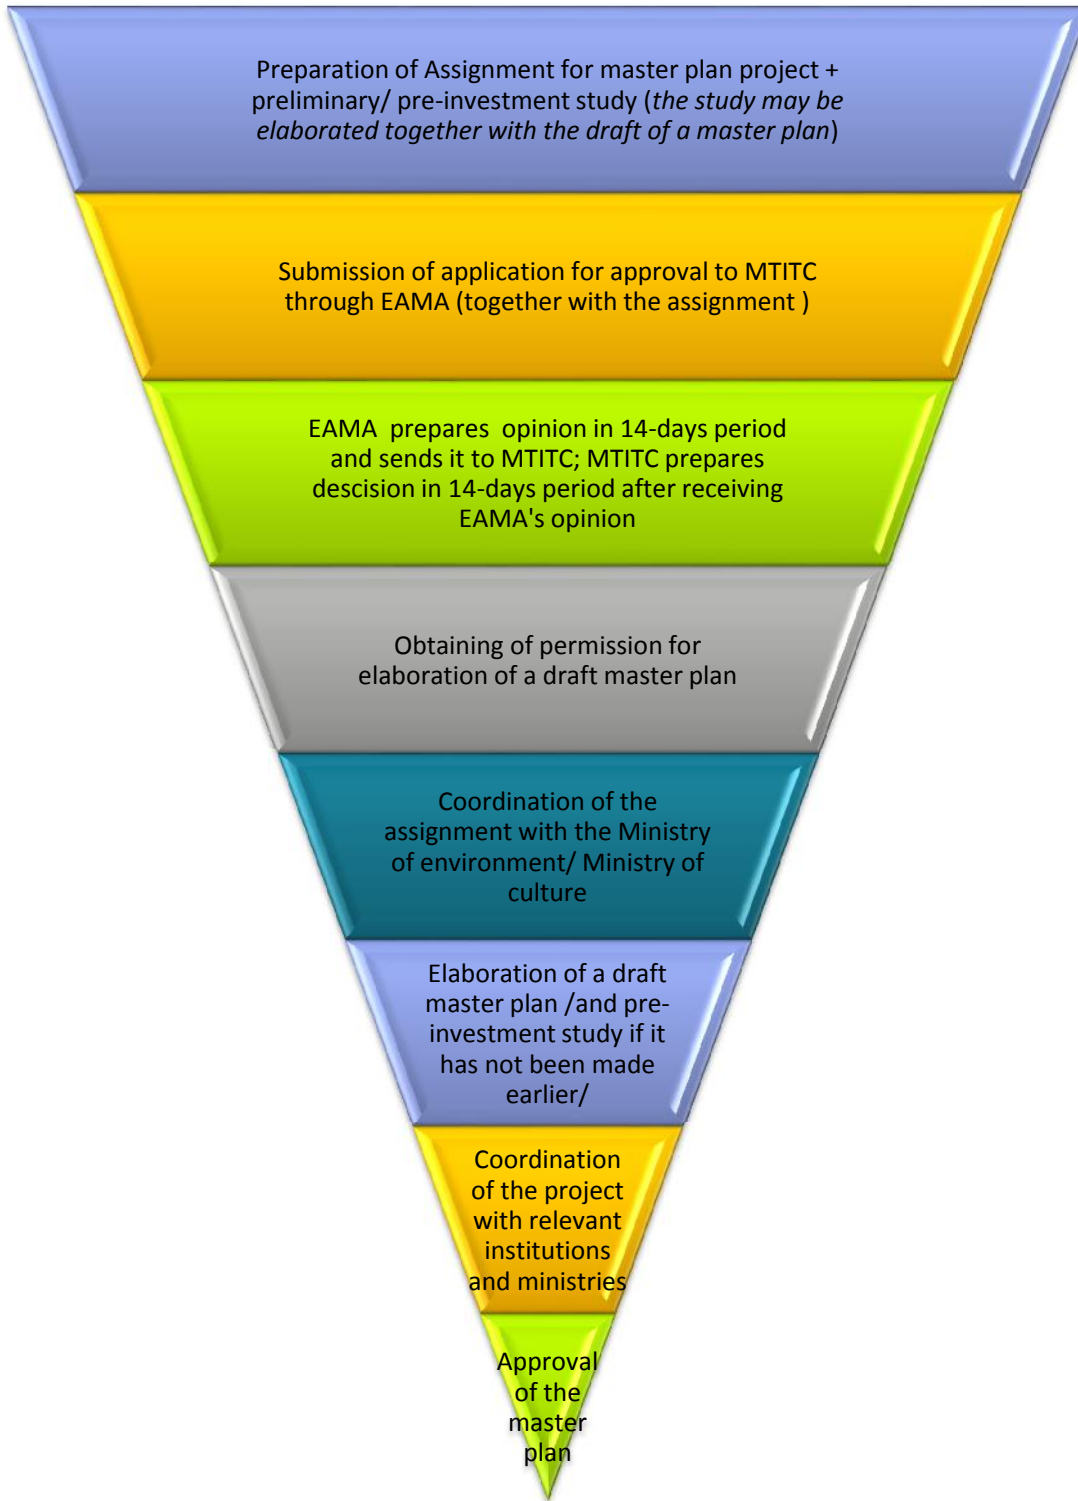 Preparation of Assignment for master plan project +
preliminary/ pre-investment study (the study may be
elaborated together with the draft of a master plan)
Submission of application for approval to MTITC
through EAMA (together with the assignment )
EAMA  prepares  opinion in 14-days period
and sends it to MTITC; MTITC prepares
descision in 14-days period after receiving
EAMA's opinion
Obtaining of permission for
elaboration of a draft master plan
Coordination of the
assignment with the Ministry
of environment/ Ministry of
culture
Elaboration of a draft
master plan /and pre-
investment study if it
has not been made
earlier/
Coordination
of the project
with relevant
institutions
and ministries
Approval
of the
master
plan